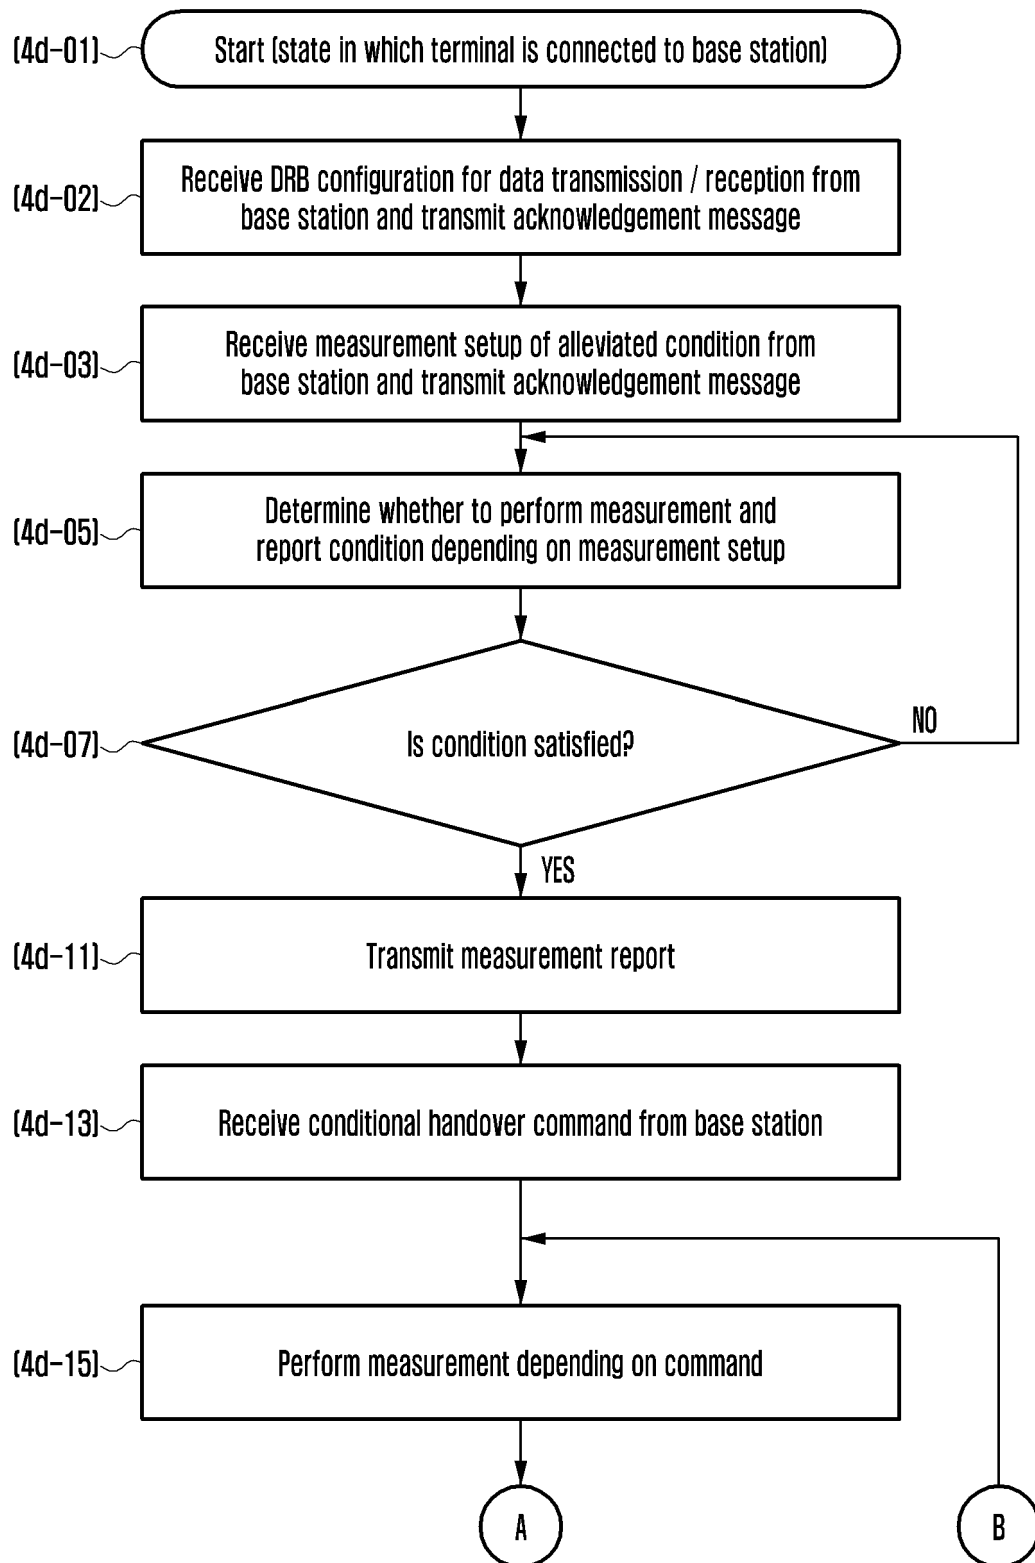 (4d-01)
Start (state in which terminal is connected to base station)
(4d-02)
Receive DRB configuration for data transmission / reception from
base station and transmit acknowledgement message
(4d-03)
Receive measurement setup of alleviated condition from
base station and transmit acknowledgement message
(4d-05)
Determine whether to perform measurement and
report condition depending on measurement setup
(4d-07)
Is condition satisfied?
NO
YES
(4d-11)
Transmit measurement report
(4d-13)
Receive conditional handover command from base station
(4d-15)
Perform measurement depending on command
A
B